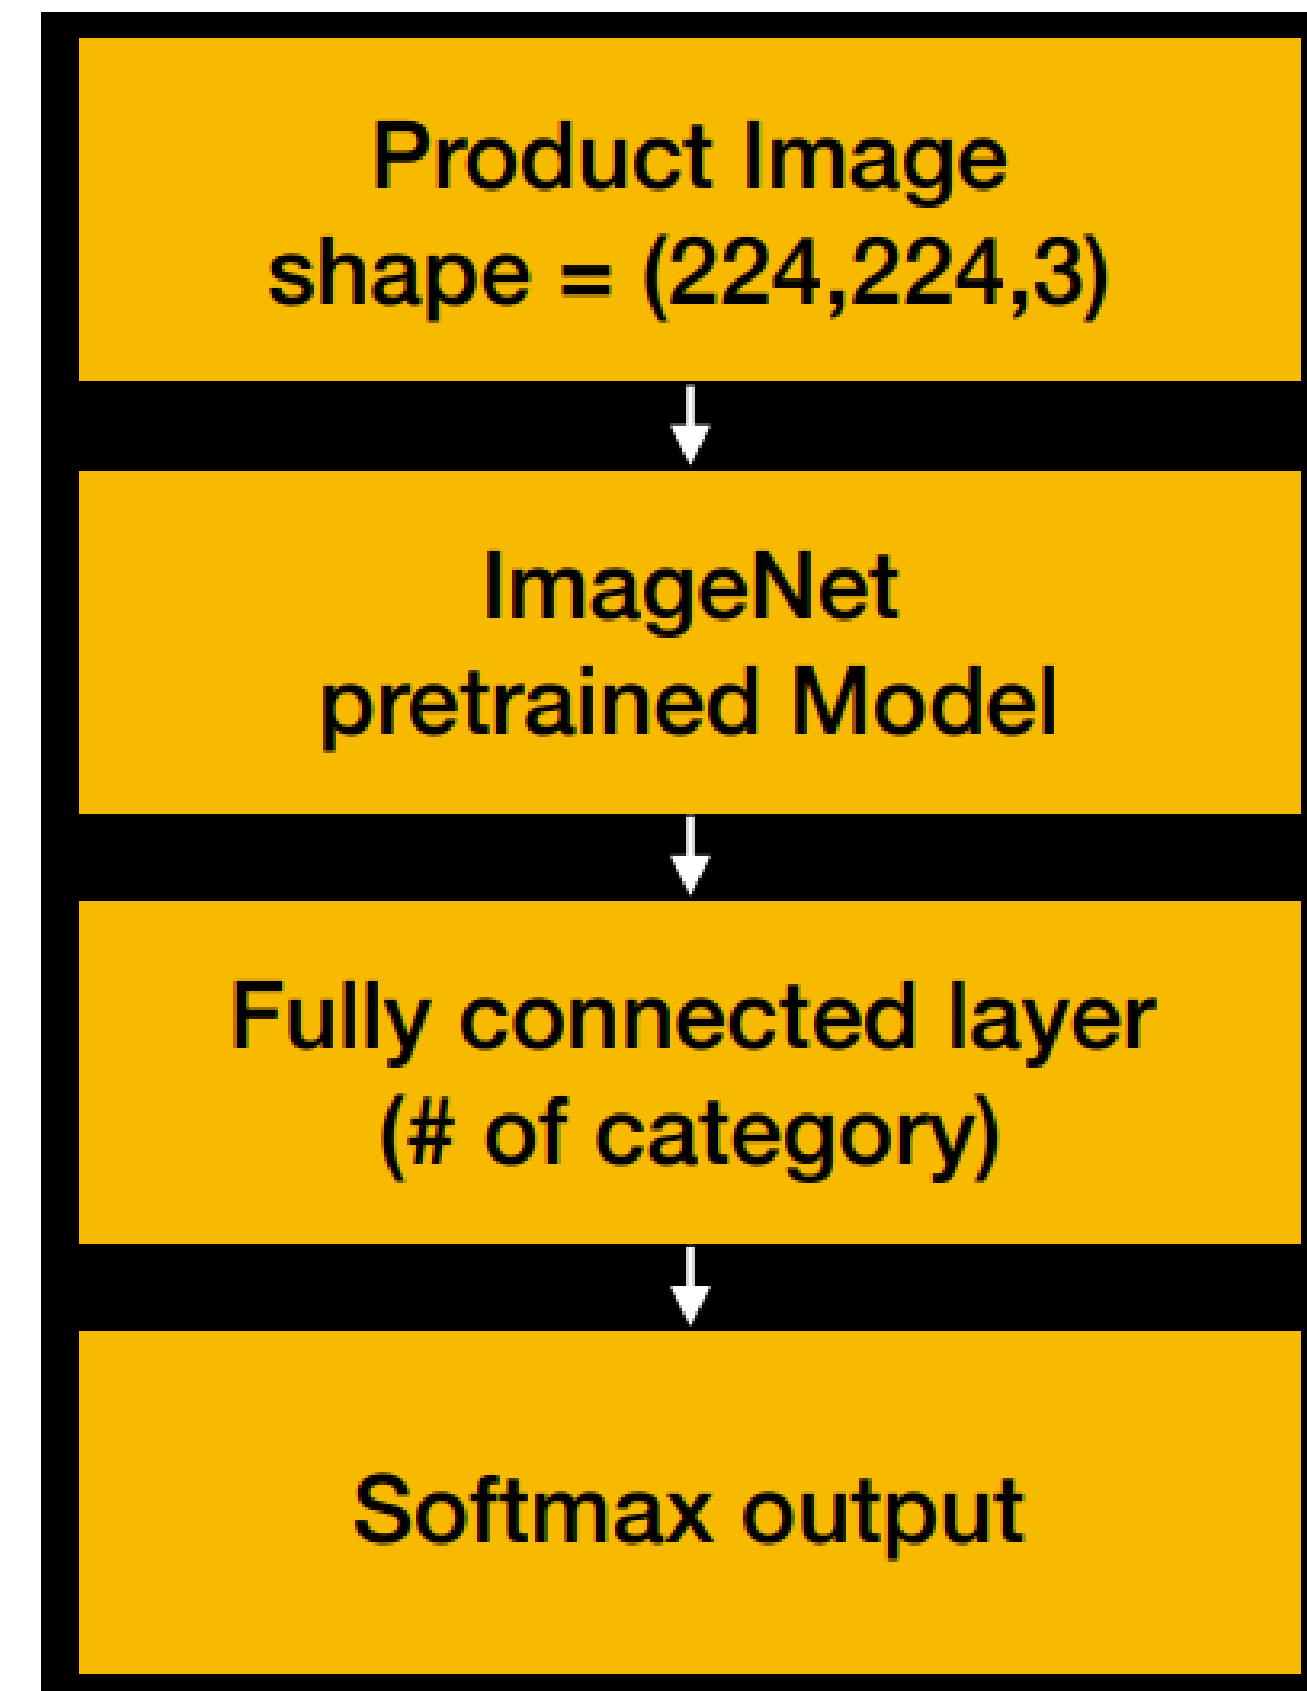 Product Image
shape = (224,224,3)
ImageNet
pretrained Model
Fully connected layer
(# of category)
Softmax output